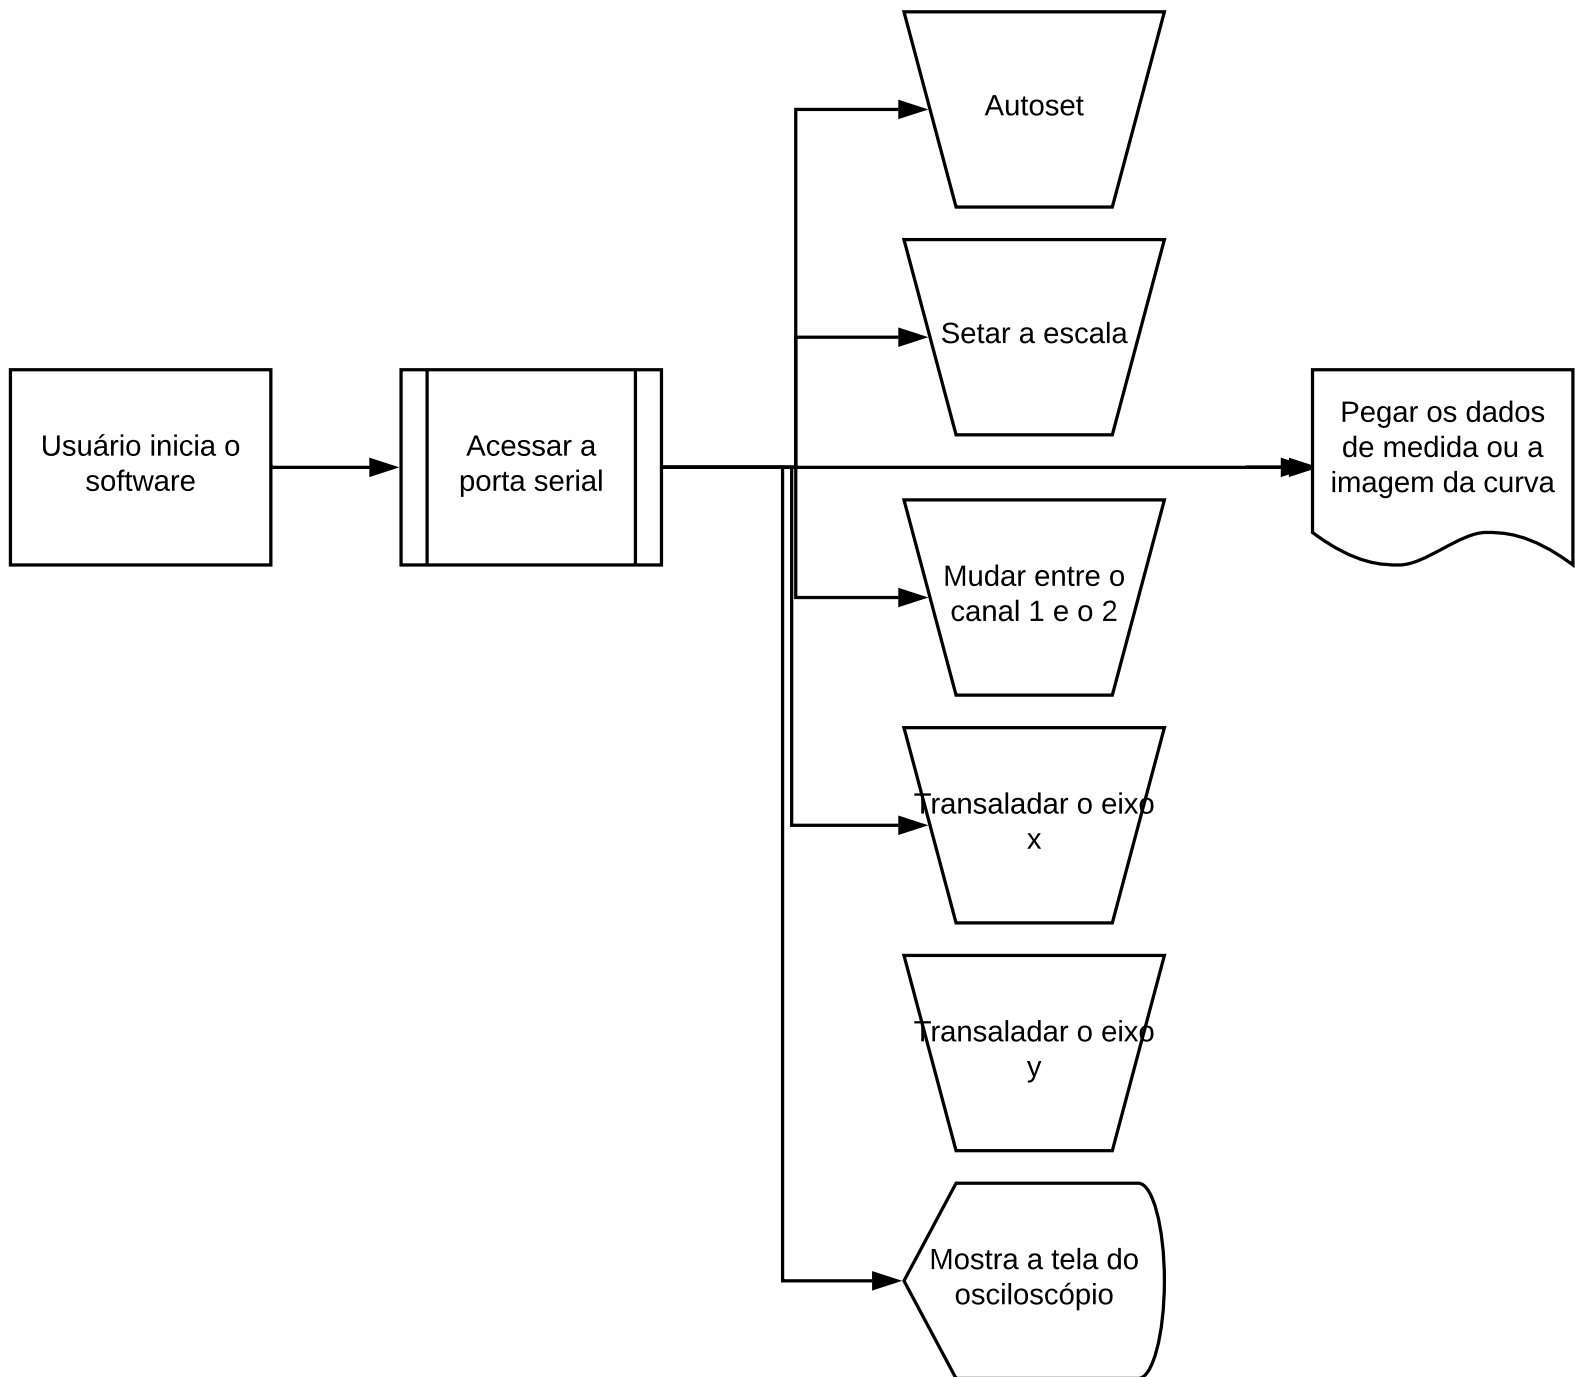 Usuário inicia o
software
Acessar a
porta serial
Autoset
Setar a escala
Mudar entre o
canal 1 e o 2
Transaladar o eixo
x
Transaladar o eixo
y
Mostra a tela do
osciloscópio
Pegar os dados
de medida ou a
imagem da curva